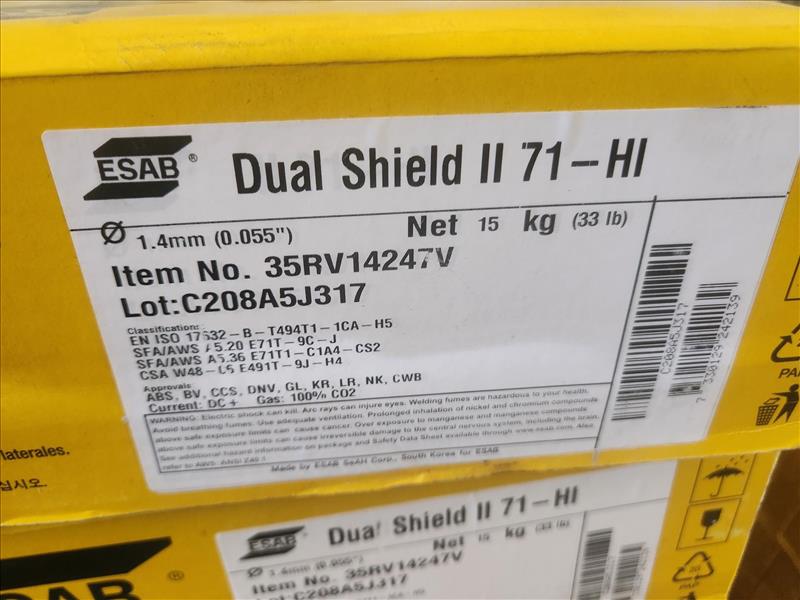 ESAB®
Dual Shield II 71-HI
Ø 1.4mm (0.055") Net 15 kg (33 lb)
Item No. 35RV14247V
Lot:C208A5J317
Classification:
EN ISO 17632-B-T494T1-1CA-H5
SFA/AWS A5.20 E71T-9C-J
SFA/AWS A5.36 E71T1-C1A4-CS2
CSA W48- E491T-9J-H4
Approvals
ABS, BV, CCS, DNV, GL, KR, LR, NK, CWB
Current: DC + Gas: 100% CO2
WARNING: Electric shock can kill. Arc rays can injure eyes. Welding fumes are hazardous to your health.
Avoid breathing fumes. Use adequate ventilation. Prolonged inhalation of nickel and chromium compounds
above safe exposure limits can cause cancer. Over exposure to manganese and manganese compounds
above safe exposure limits can cause irreversible damage to the central nervous system, including the brain.
See additional hazard information on package and Safety Data Sheet available through www.esab.com. Also
refer to AWS: ANSI Z49.1
Made by ESAB SeAH Corp., South Korea for ESAB
C208A5J317
7 330129 242139
PAP
laterales.
십시오.
ESAB
Dual Shield II 71-HI
Ø 1.4mm (0.055") Net 15 kg (33 lb)
Item No. 35RV14247V
Lot:C208A5J317
20
PAP
ESAB®